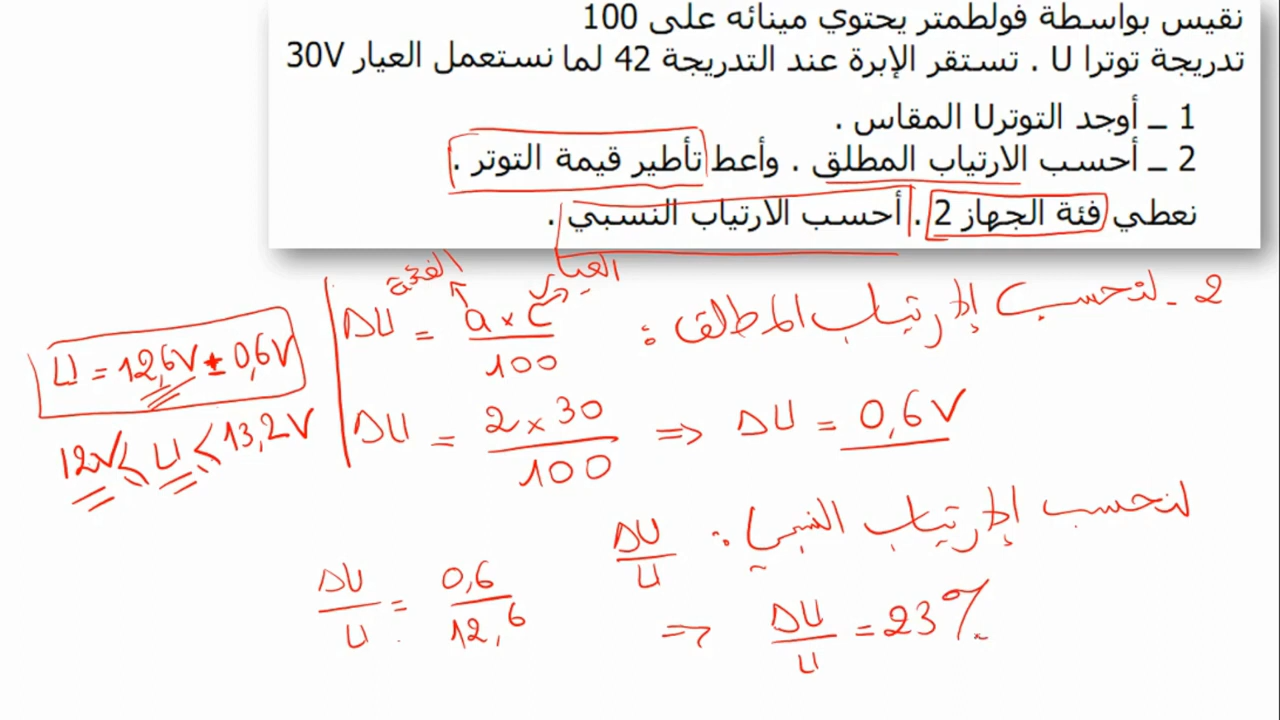 نقيس بواسطة فولطمتر يحتوي مينائه على 100
تدريجة توترا U . تستقر الإبرة عند التدريجة 42 لما نستعمل العيار 30V
1 – أوجد التوترU المقاس .
2 – أحسب الارتياب المطلق . وأعط تأطير قيمة التوتر .
نعطي فئة الجهاز 2 . أحسب الارتياب النسبي .
2 - لنحسب الارتياب المطلق :
الفئة العيار
ΔU = a × C / 100
ΔU = 2 × 30 / 100 => ΔU = 0,6V
U = 12,6V ± 0,6V
12V < U < 13,2V
لنحسب الارتياب النسبي : ΔU / U
ΔU / U = 0,6 / 12,6 => ΔU / U = 23%